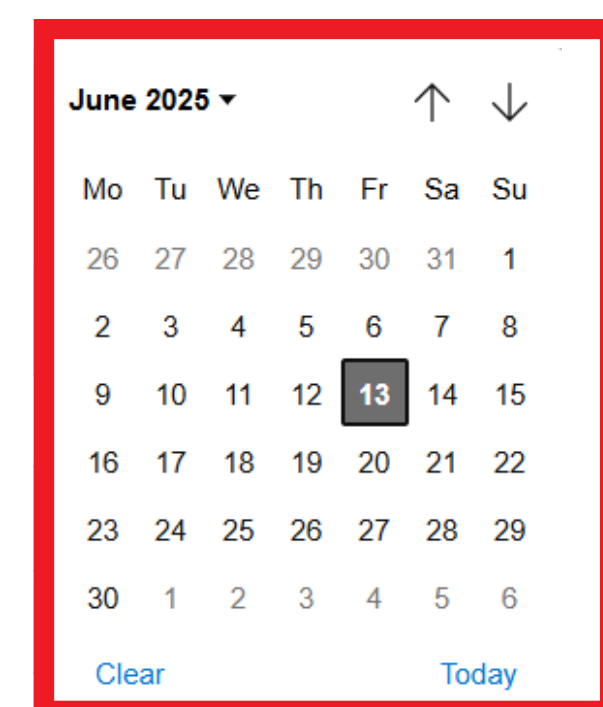 June 2025
Mo Tu We Th Fr Sa Su
26 27 28 29 30 31 1
2 3 4 5 6 7 8
9 10 11 12 13 14 15
16 17 18 19 20 21 22
23 24 25 26 27 28 29
30 1 2 3 4 5 6
Clear Today